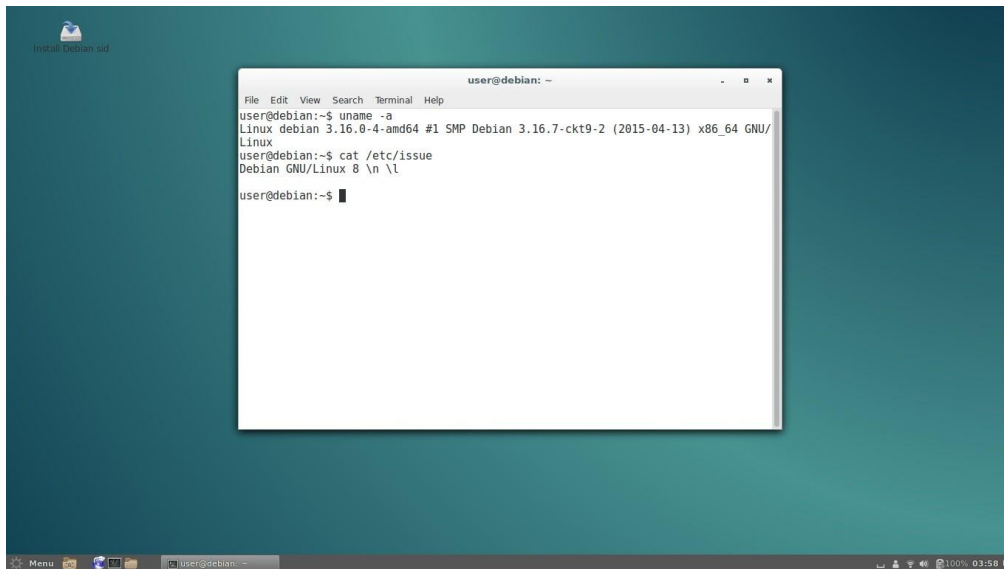 Install Debian sid
user@debian: ~
File Edit View Search Terminal Help
user@debian:~$ uname -a
Linux debian 3.16.0-4-amd64 #1 SMP Debian 3.16.7-ckt9-2 (2015-04-13) x86_64 GNU/
Linux
user@debian:~$ cat /etc/issue
Debian GNU/Linux 8 \n \l
user@debian:~$
Menu user@debian: ~ 100% 03:58